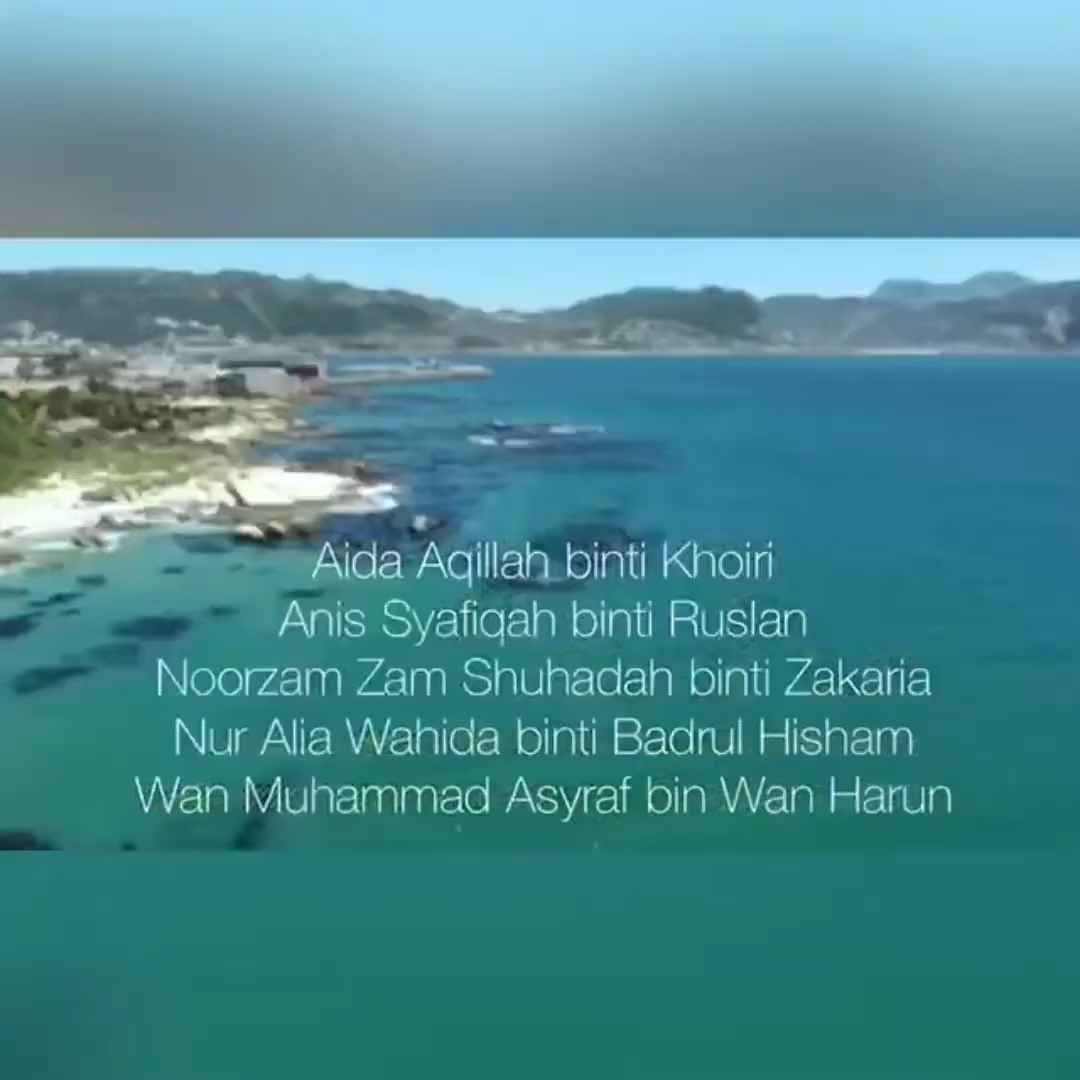 Aida Aqillah binti Khoiri
Anis Syafiqah binti Ruslan
Noorzam Zam Shuhadah binti Zakaria
Nur Alia Wahida binti Badrul Hisham
Wan Muhammad Asyraf bin Wan Harun